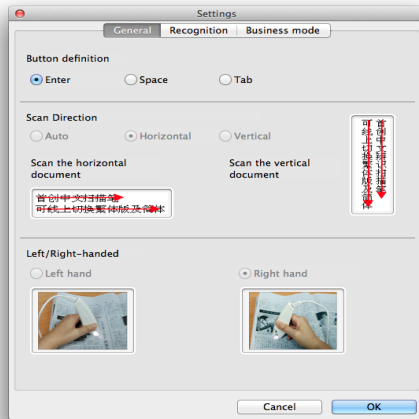 Settings
General Recognition Business mode
Button definition
Enter Space Tab
Scan Direction
Auto Horizontal Vertical
Scan the horizontal document
Scan the vertical document
首创中文扫描笔
可线上切换繁体版及简体
首创中文扫描识扫描笔
可线上切换繁体版及简体
Left/Right-handed
Left hand Right hand
Cancel OK